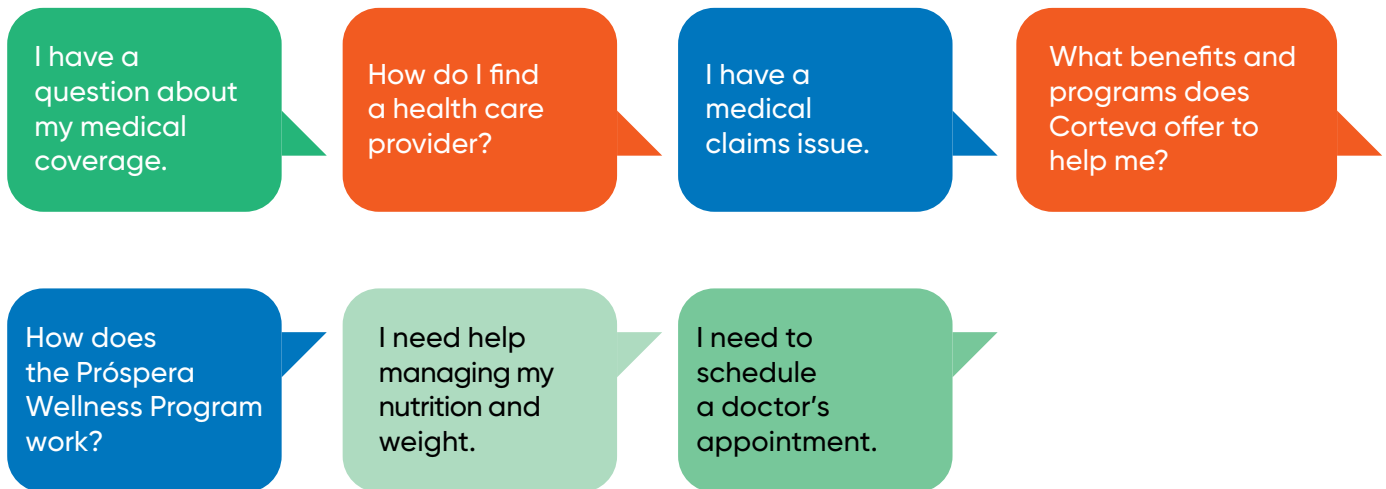 I have a
question about
my medical
coverage.
How do I find
a health care
provider?
I have a
medical
claims issue.
What benefits and
programs does
Corteva offer to
help me?
How does
the Próspera
Wellness Program
work?
I need help
managing my
nutrition and
weight.
I need to
schedule
a doctor’s
appointment.